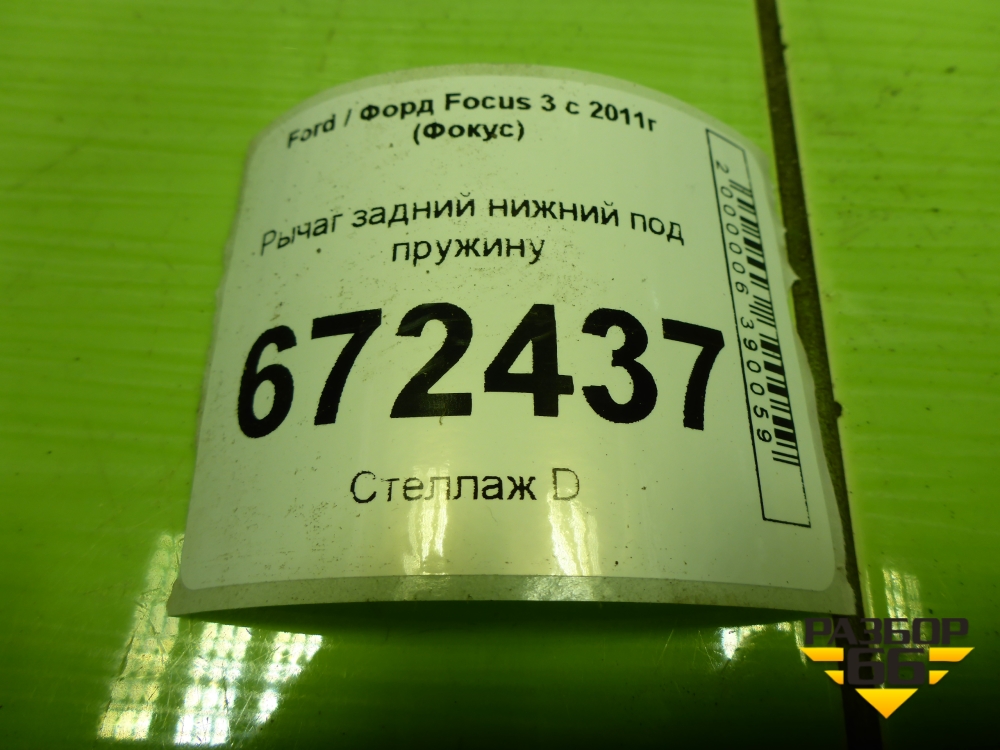 Ford / Форд Focus 3 с 2011г
(Фокус)
Рычаг задний нижний под
пружину
672437
Стеллаж D
2000006390059
РАЗБОР
66